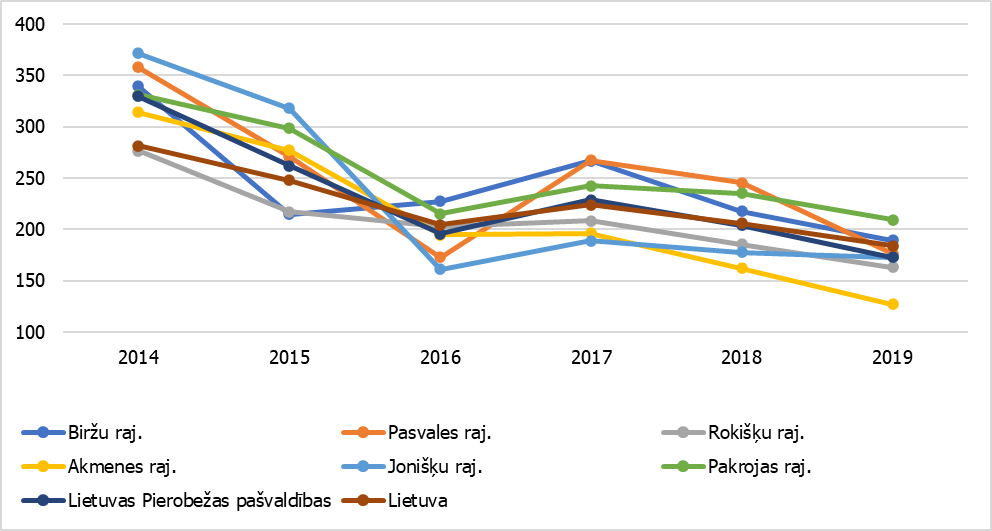 400
350
300
250
200
150
100
2014 2015 2016 2017 2018 2019
Biržu raj. Pasvales raj. Rokišķu raj.
Akmenes raj. Jonišķu raj. Pakrojas raj.
Lietuvas Pierobežas pašvaldības Lietuva